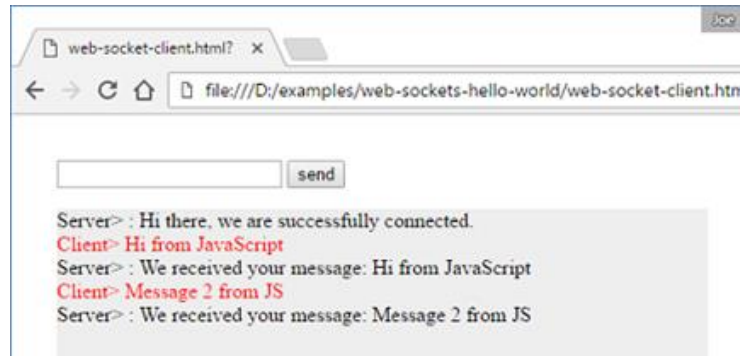 Joe
web-socket-client.html? ×
file:///D:/examples/web-sockets-hello-world/web-socket-client.htm
send
Server> : Hi there, we are successfully connected.
Client> Hi from JavaScript
Server> : We received your message: Hi from JavaScript
Client> Message 2 from JS
Server> : We received your message: Message 2 from JS